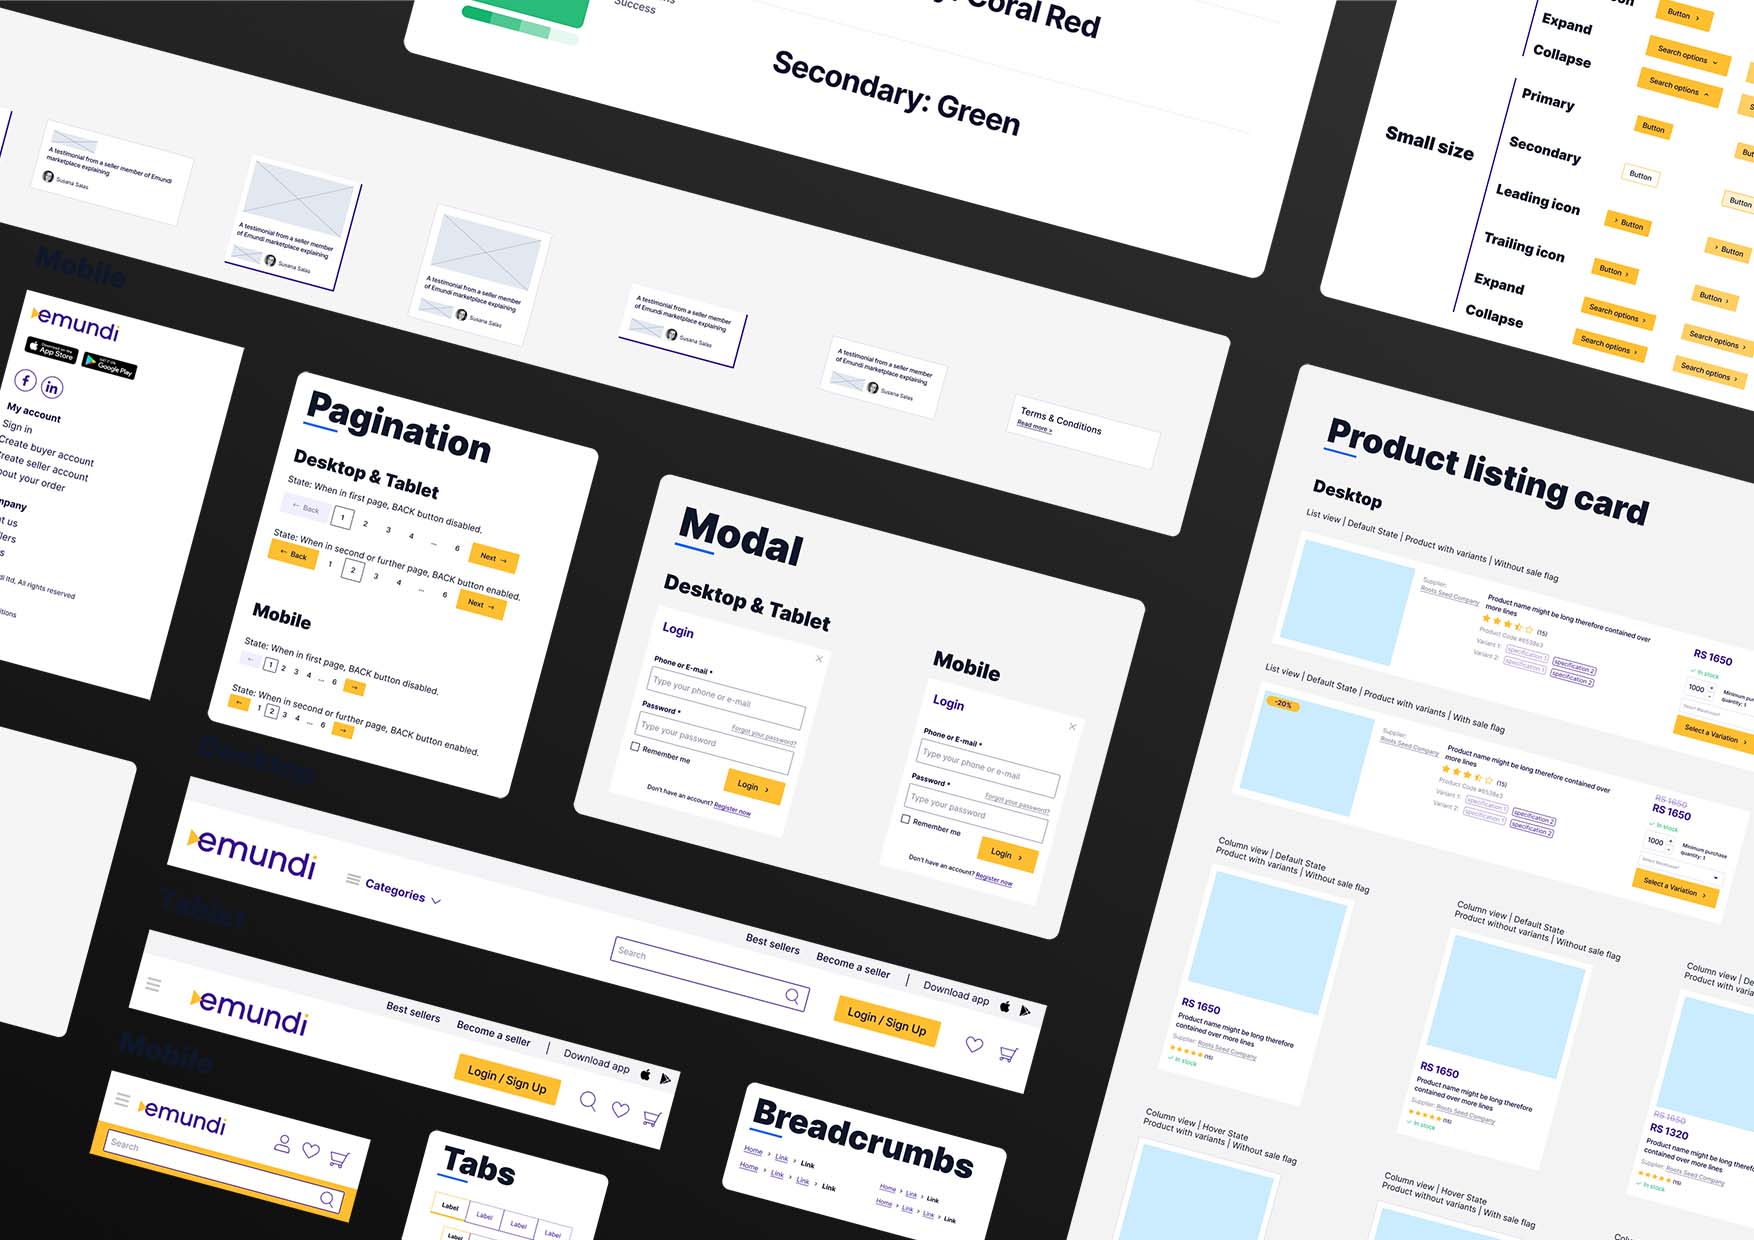 Success
Coral Red
Secondary: Green
Button
Expand
Search options
Collapse
Search options
Small size
Primary
Button
Secondary
Button
Button
Leading icon
Button
Button
Trailing icon
Button
Button
Expand
Search options
Search options
Collapse
Search options
Search options
A testimonial from a seller member of Emundi
marketplace explaining
Susana Salas
A testimonial from a seller member
of Emundi marketplace explaining
Susana Salas
A testimonial from a seller member
of Emundi marketplace explaining
Susana Salas
A testimonial from a seller member
of Emundi marketplace explaining
Susana Salas
A testimonial from a seller member
of Emundi marketplace explaining
Susana Salas
Terms & Conditions
Read more >
Mobile
emundi
Download on the
App Store
GET IT ON
Google Play
My account
Sign in
Create buyer account
Create seller account
out your order
mpany
t us
llers
s
di ltd, All rights reserved
itions
Pagination
Desktop & Tablet
State: When in first page, BACK button disabled.
← Back 1 2 3 4 ... 6 Next →
State: When in second or further page, BACK button enabled.
← Back 1 2 3 4 ... 6 Next →
Mobile
State: When in first page, BACK button disabled.
← 1 2 3 4 ... 6 →
State: When in second or further page, BACK button enabled.
← 1 2 3 4 ... 6 →
Modal
Desktop & Tablet
Login
Phone or E-mail *
Type your phone or e-mail
Password *
Forgot your password?
Type your password
Remember me
Login
Don't have an account? Register now
Mobile
Login
Phone or E-mail *
Type your phone or e-mail
Password *
Forgot your password?
Type your password
Remember me
Login
Don't have an account? Register now
Product listing card
Desktop
List view | Default State | Product with variants | Without sale flag
Supplier:
Roots Seed Company
Product name might be long therefore contained over
more lines
(15)
Product Code #6538e3
Variant 1: specification 1 specification 2
Variant 2: specification 1 specification 2
RS 1650
In stock
1000
Minimum purchase
quantity: 1
Select Warehouse*
Select a Variation
List view | Default State | Product with variants | With sale flag
-20%
Supplier:
Roots Seed Company
Product name might be long therefore contained over
more lines
(15)
Product Code #6538e3
Variant 1: specification 1 specification 2
Variant 2: specification 1 specification 2
RS 1650
RS 1650
In stock
1000
Minimum purchase
quantity: 1
Select Warehouse*
Select a Variation
Column view | Default State
Product with variants | Without sale flag
RS 1650
Product name might be long therefore
contained over more lines
Supplier: Roots Seed Company
(15)
In stock
Column view | Default State
Product without variants | Without sale flag
RS 1650
Product name might be long therefore
contained over more lines
Supplier: Roots Seed Company
(15)
In stock
Column view | Default
Product with variants
RS 1650
RS 1320
Product name might be long
contained over more lines
Supplier: Roots Seed Company
(15)
In stock
Column view | Hover State
Product with variants | Without sale flag
Column view | Hover State
Product without variants | With sale flag
Desktop
emundi
Categories
Best sellers
Become a seller
Download app
Search
Login / Sign Up
Tablet
emundi
Best sellers
Become a seller
Download app
Login / Sign Up
Mobile
emundi
Search
Tabs
Label Label Label Label
Label
Breadcrumbs
Home > Link > Link
Home > Link > Link > Link
Home > Link > Link
Home > Link > Link > Link